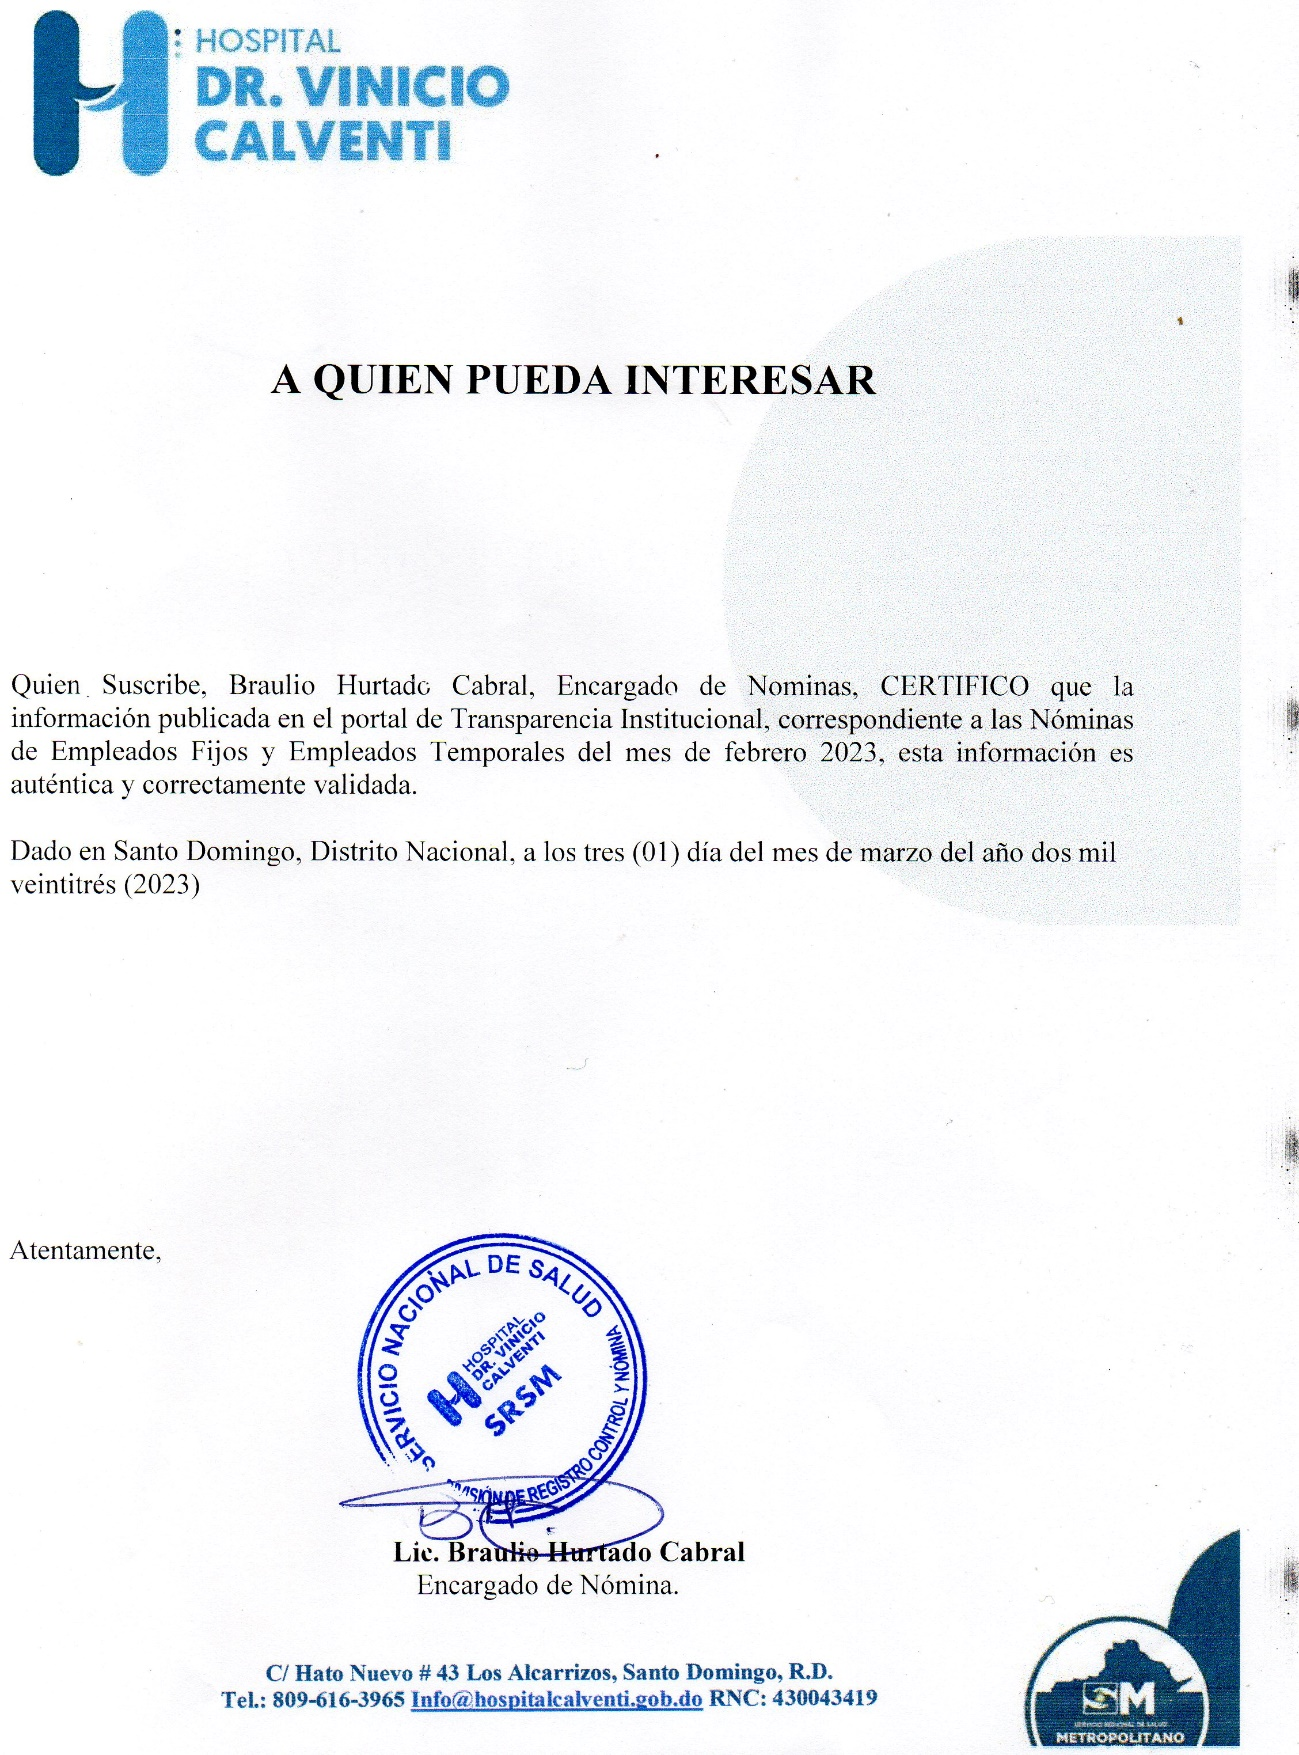 HOSPITAL
DR. VINICIO
CALVENTI
A QUIEN PUEDA INTERESAR
Quien Suscribe, Braulio Hurtado Cabral, Encargado de Nominas, CERTIFICO que la
información publicada en el portal de Transparencia Institucional, correspondiente a las Nóminas
de Empleados Fijos y Empleados Temporales del mes de febrero 2023, esta información es
auténtica y correctamente validada.
Dado en Santo Domingo, Distrito Nacional, a los tres (01) día del mes de marzo del año dos mil
veintitrés (2023)
Atentamente,
SERVICIO NACIONAL DE SALUD
HOSPITAL
DR. VINICIO
CALVENTI
SRSM
DIVISIÓN DE REGISTRO CONTROL Y NÓMINA
Lic. Braulio Hurtado Cabral
Encargado de Nómina.
C/ Hato Nuevo # 43 Los Alcarrizos, Santo Domingo, R.D.
Tel.: 809-616-3965 Info@hospitalcalventi.gob.do RNC: 430043419
SM
SERVICIO REGIONAL DE SALUD
METROPOLITANO